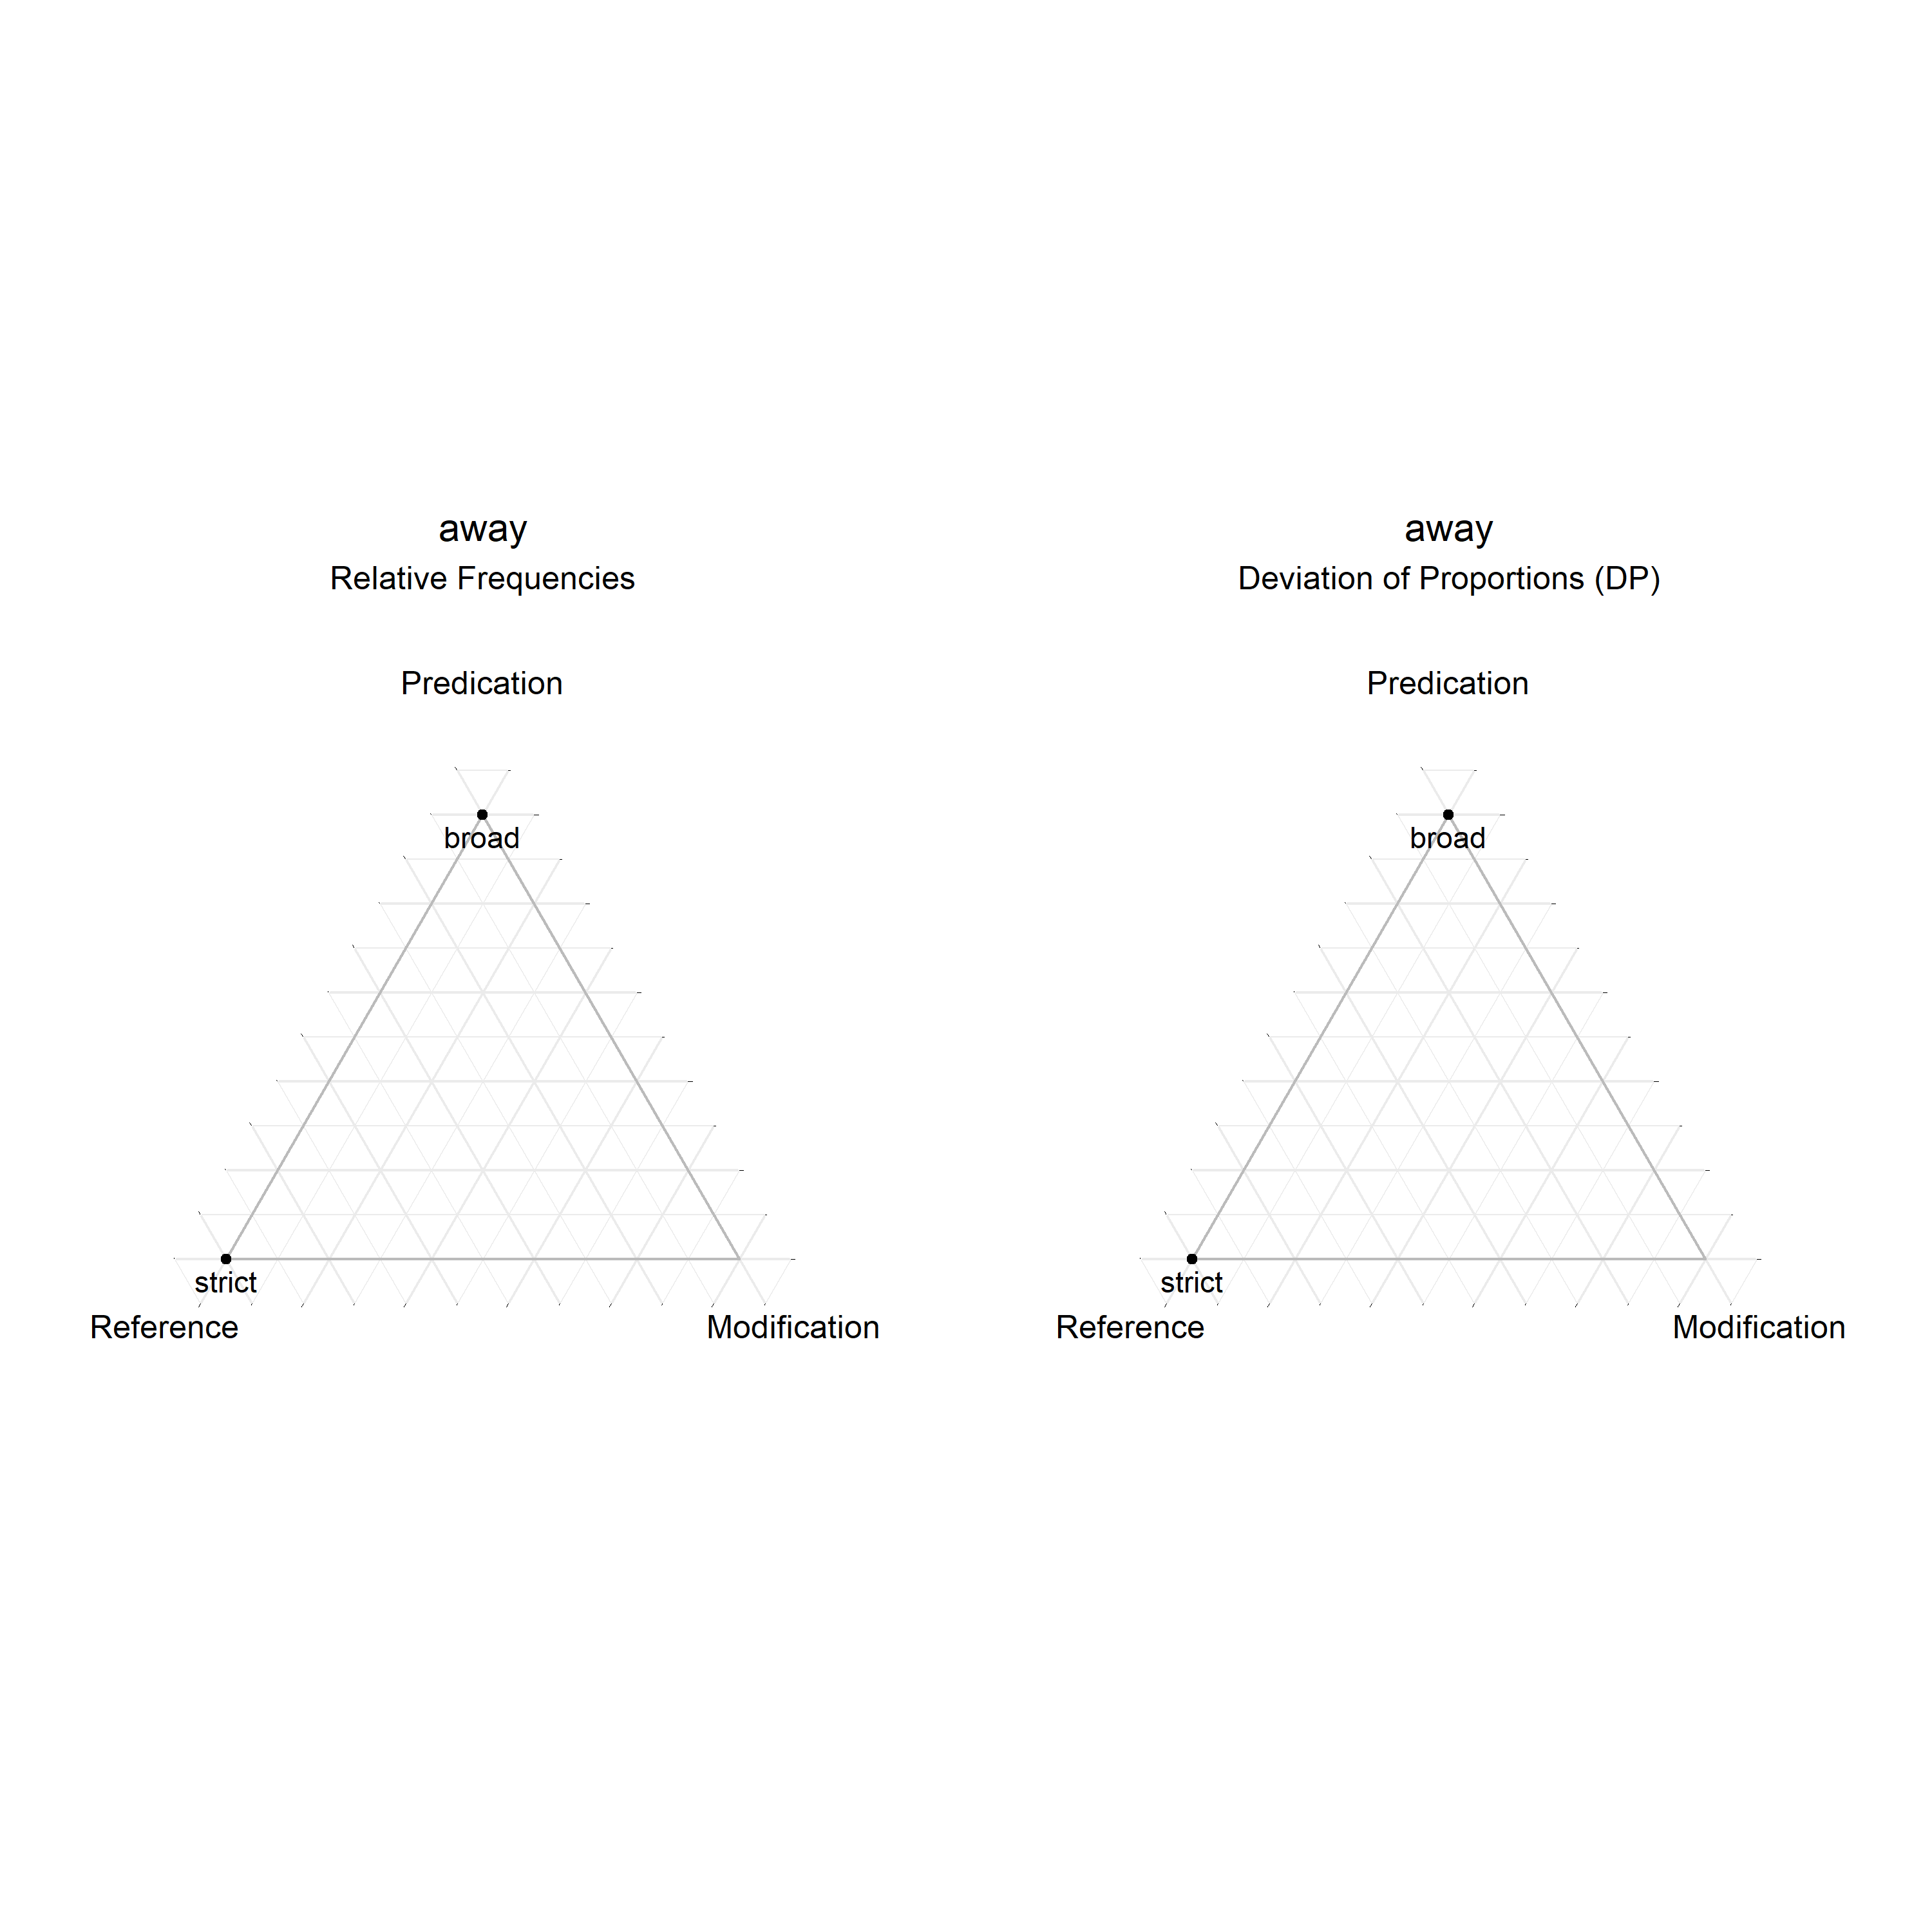 away
Relative Frequencies
Predication
broad
strict
Reference
Modification
away
Deviation of Proportions (DP)
Predication
broad
strict
Reference
Modification